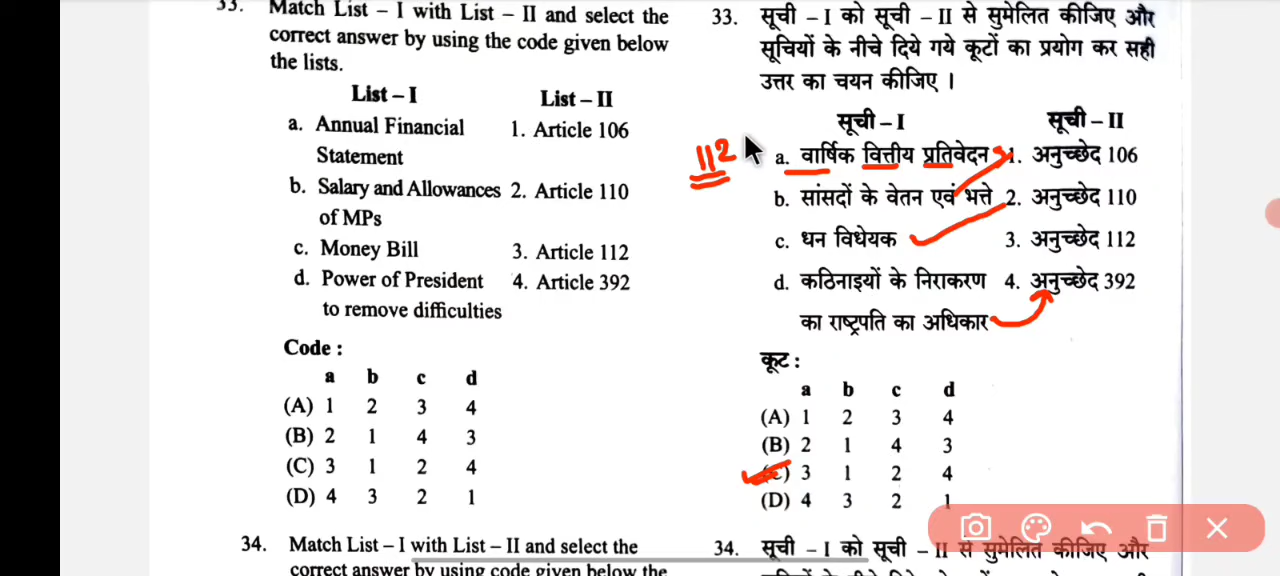 33. Match List – I with List – II and select the
correct answer by using the code given below
the lists.
List – I List – II
a. Annual Financial 1. Article 106
Statement
b. Salary and Allowances 2. Article 110
of MPs
c. Money Bill 3. Article 112
d. Power of President 4. Article 392
to remove difficulties
Code :
a b c d
(A) 1 2 3 4
(B) 2 1 4 3
(C) 3 1 2 4
(D) 4 3 2 1
34. Match List – I with List – II and select the
correct answer by using code given below the
33. सूची – I को सूची – II से सुमेलित कीजिए और
सूचियों के नीचे दिये गये कूटों का प्रयोग कर सही
उत्तर का चयन कीजिए ।
सूची – I सूची – II
112 a. वार्षिक वित्तीय प्रतिवेदन 1. अनुच्छेद 106
b. सांसदों के वेतन एवं भत्ते 2. अनुच्छेद 110
c. धन विधेयक 3. अनुच्छेद 112
d. कठिनाइयों के निराकरण 4. अनुच्छेद 392
का राष्ट्रपति का अधिकार
कूट :
a b c d
(A) 1 2 3 4
(B) 2 1 4 3
(C) 3 1 2 4
(D) 4 3 2 1
34. सूची – I को सूची – II से सुमेलित कीजिए और